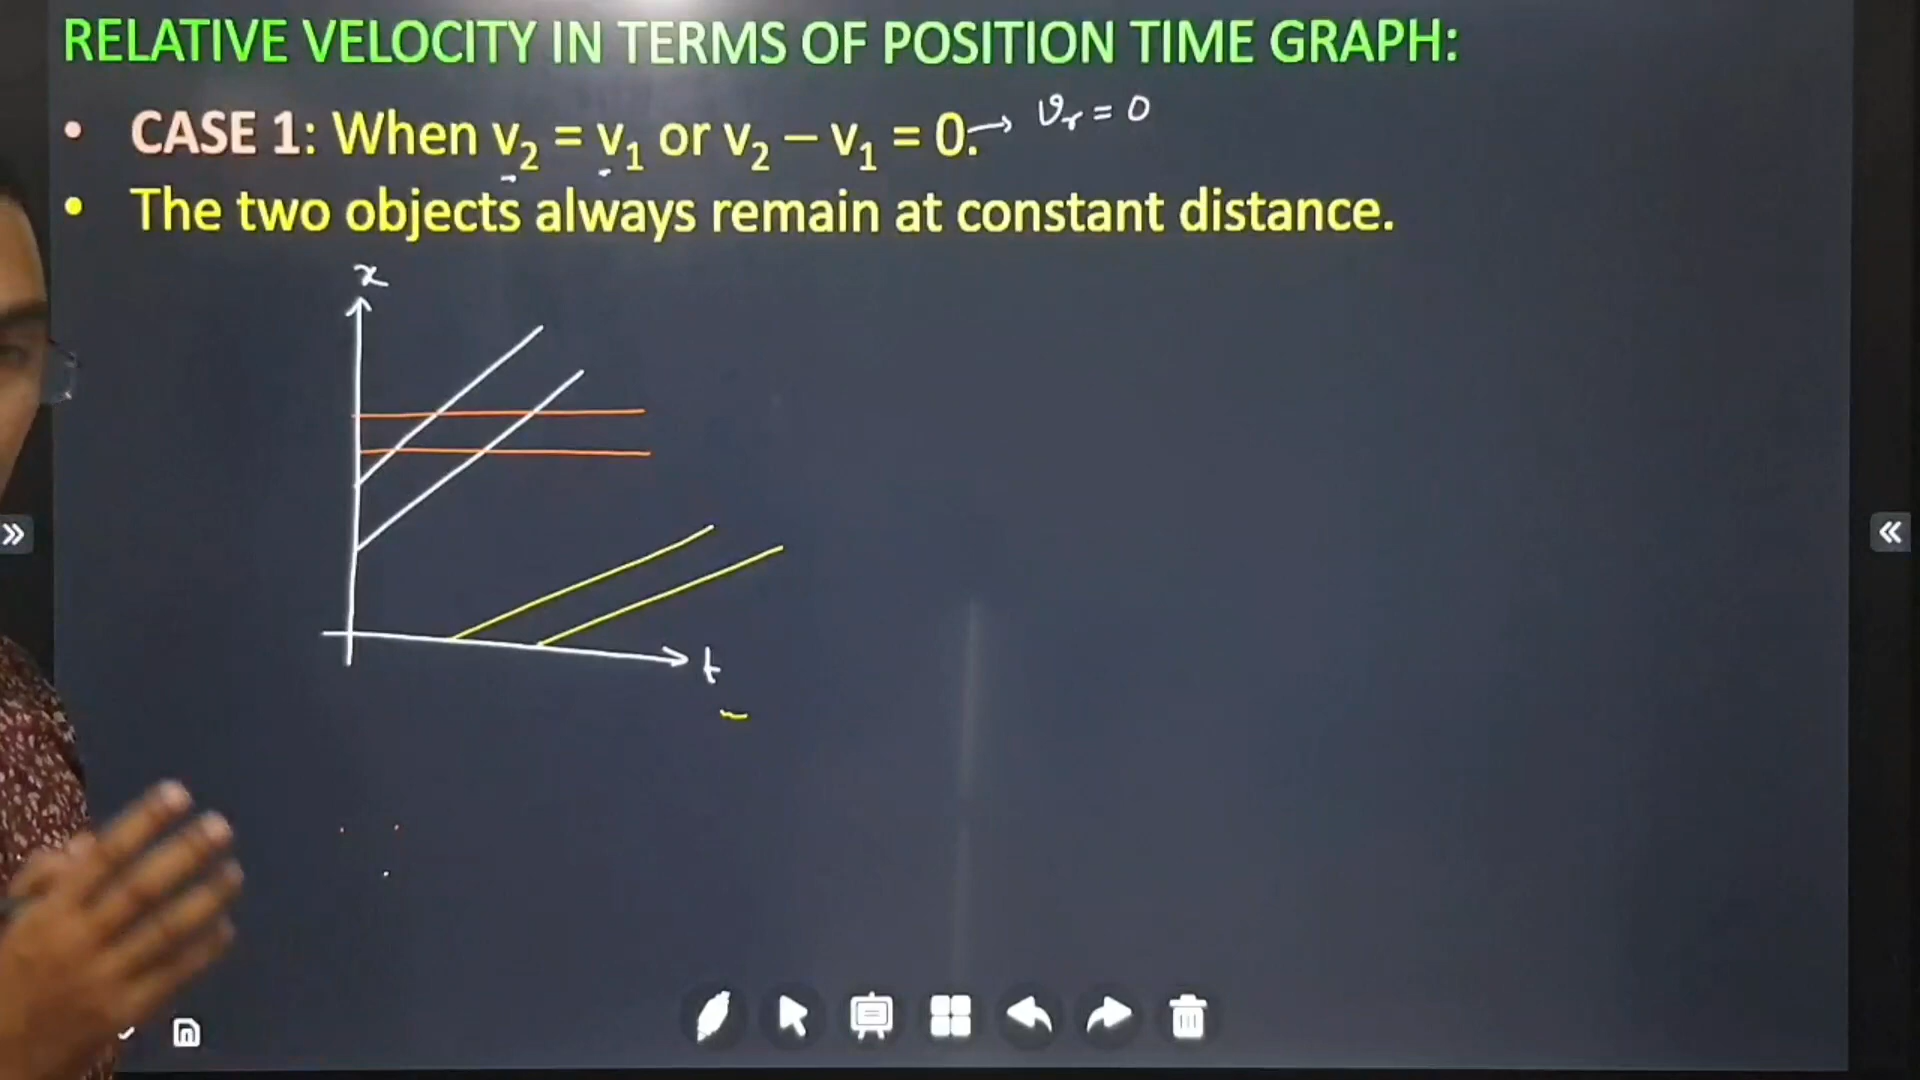 RELATIVE VELOCITY IN TERMS OF POSITION TIME GRAPH:
• CASE 1: When v₂ = v₁ or v₂ – v₁ = 0. → vᵣ = 0
• The two objects always remain at constant distance.
x
t